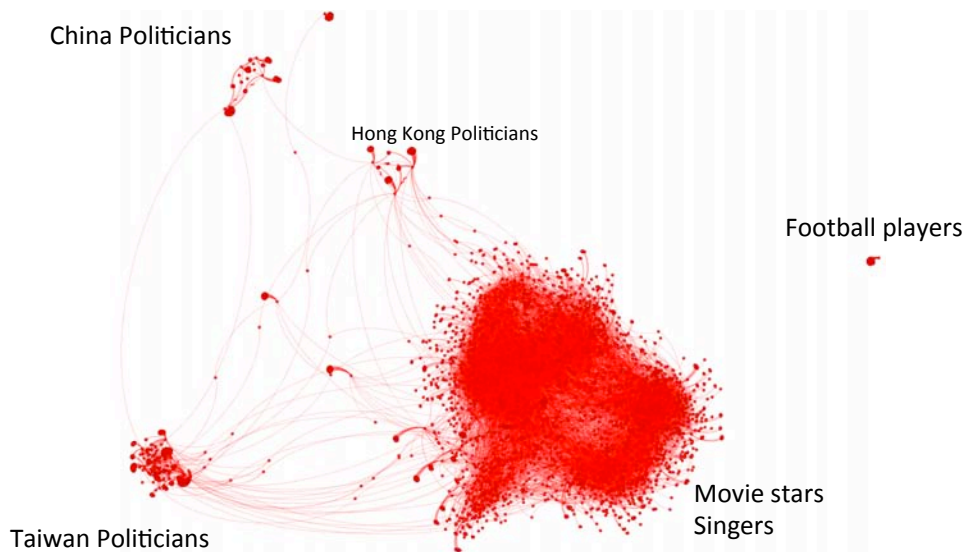 China Politicians
Hong Kong Politicians
Football players
Movie stars
Singers
Taiwan Politicians